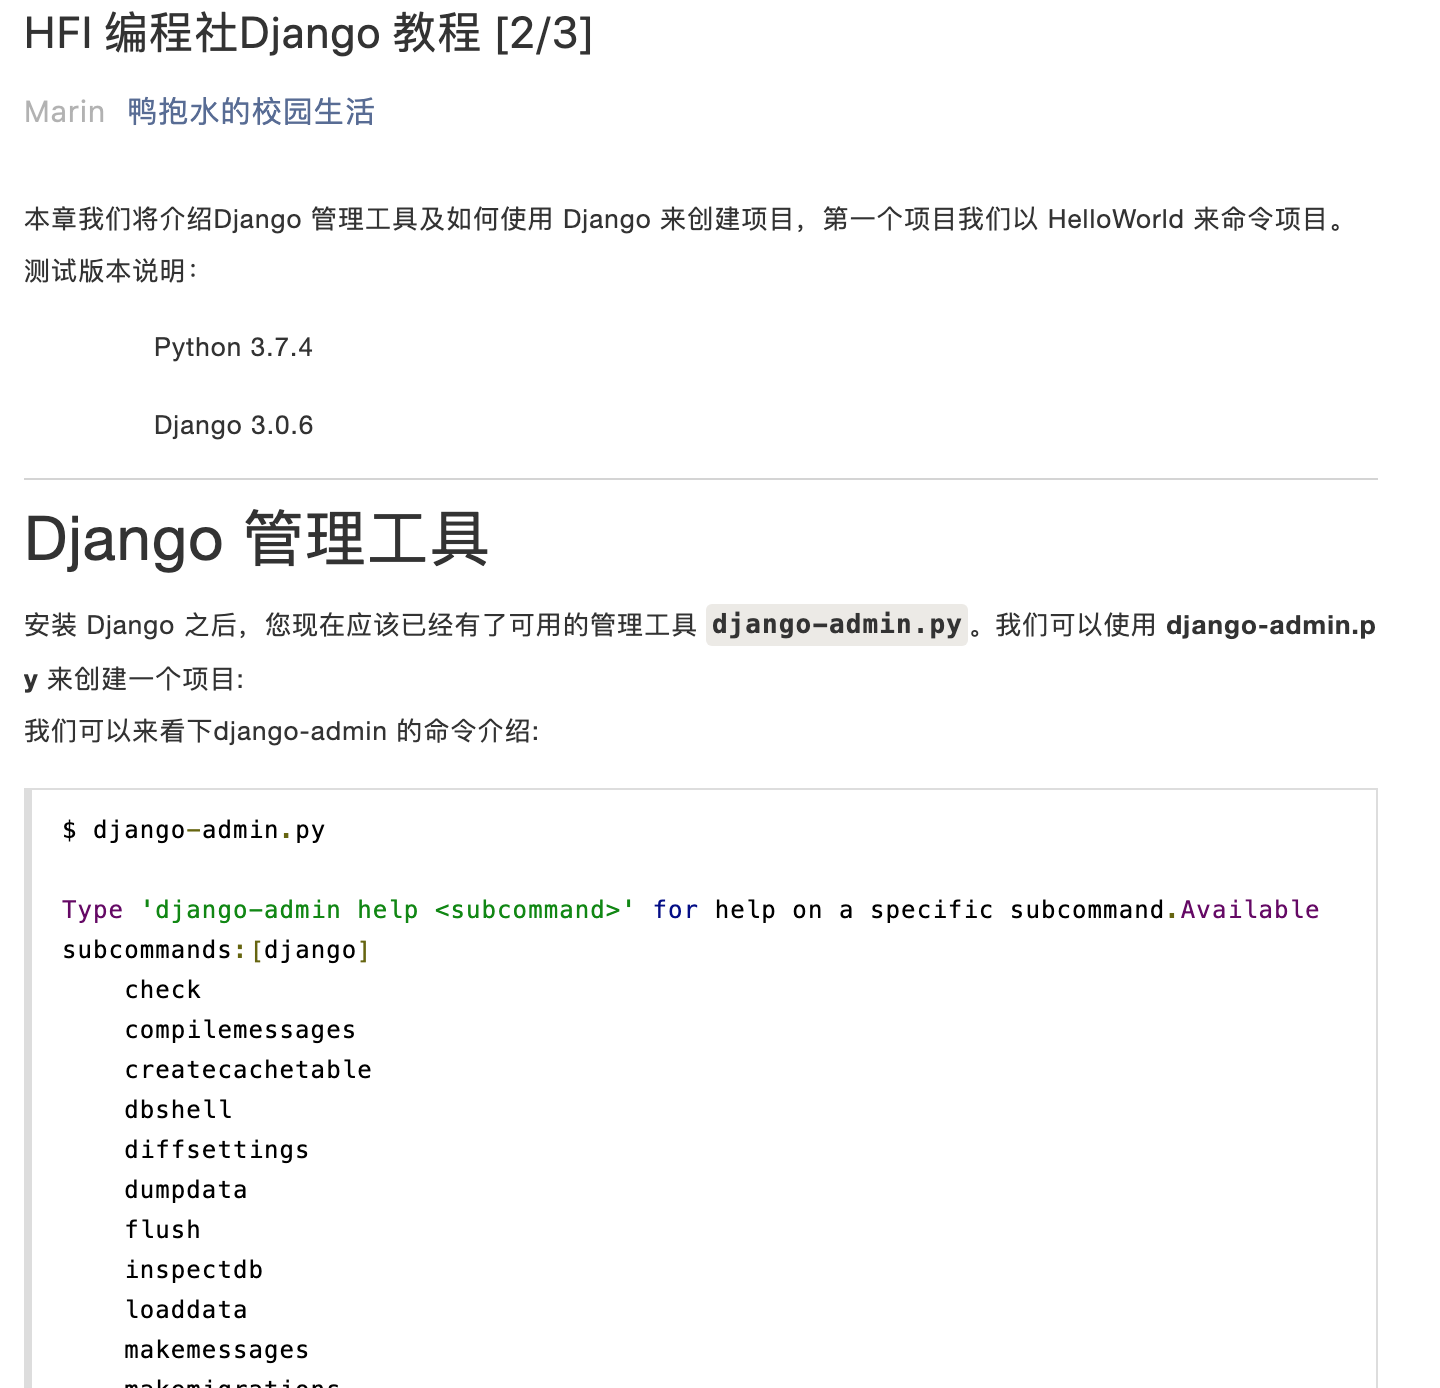 HFI 编程社Django 教程 [2/3]
Marin 鸭抱水的校园生活
本章我们将介绍Django 管理工具及如何使用 Django 来创建项目，第一个项目我们以 HelloWorld 来命令项目。
测试版本说明：
Python 3.7.4
Django 3.0.6
Django 管理工具
安装 Django 之后，您现在应该已经有了可用的管理工具 django-admin.py。我们可以使用 django-admin.p
y 来创建一个项目:
我们可以来看下django-admin 的命令介绍:
$ django-admin.py
Type 'django-admin help <subcommand>' for help on a specific subcommand.Available
subcommands:[django]
check
compilemessages
createcachetable
dbshell
diffsettings
dumpdata
flush
inspectdb
loaddata
makemessages
makemigrations